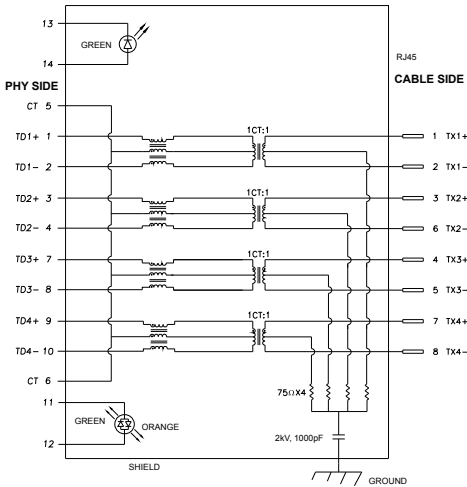 13
GREEN
14
RJ45
PHY SIDE
CABLE SIDE
CT 5
1CT:1
TD1+ 1
1 TX1+
TD1- 2
2 TX1-
1CT:1
TD2+ 3
3 TX2+
TD2- 4
6 TX2-
1CT:1
TD3+ 7
4 TX3+
TD3- 8
5 TX3-
1CT:1
TD4+ 9
7 TX4+
TD4- 10
8 TX4-
CT 6
75ΩX4
11
GREEN
ORANGE
12
2kV, 1000pF
SHIELD
GROUND